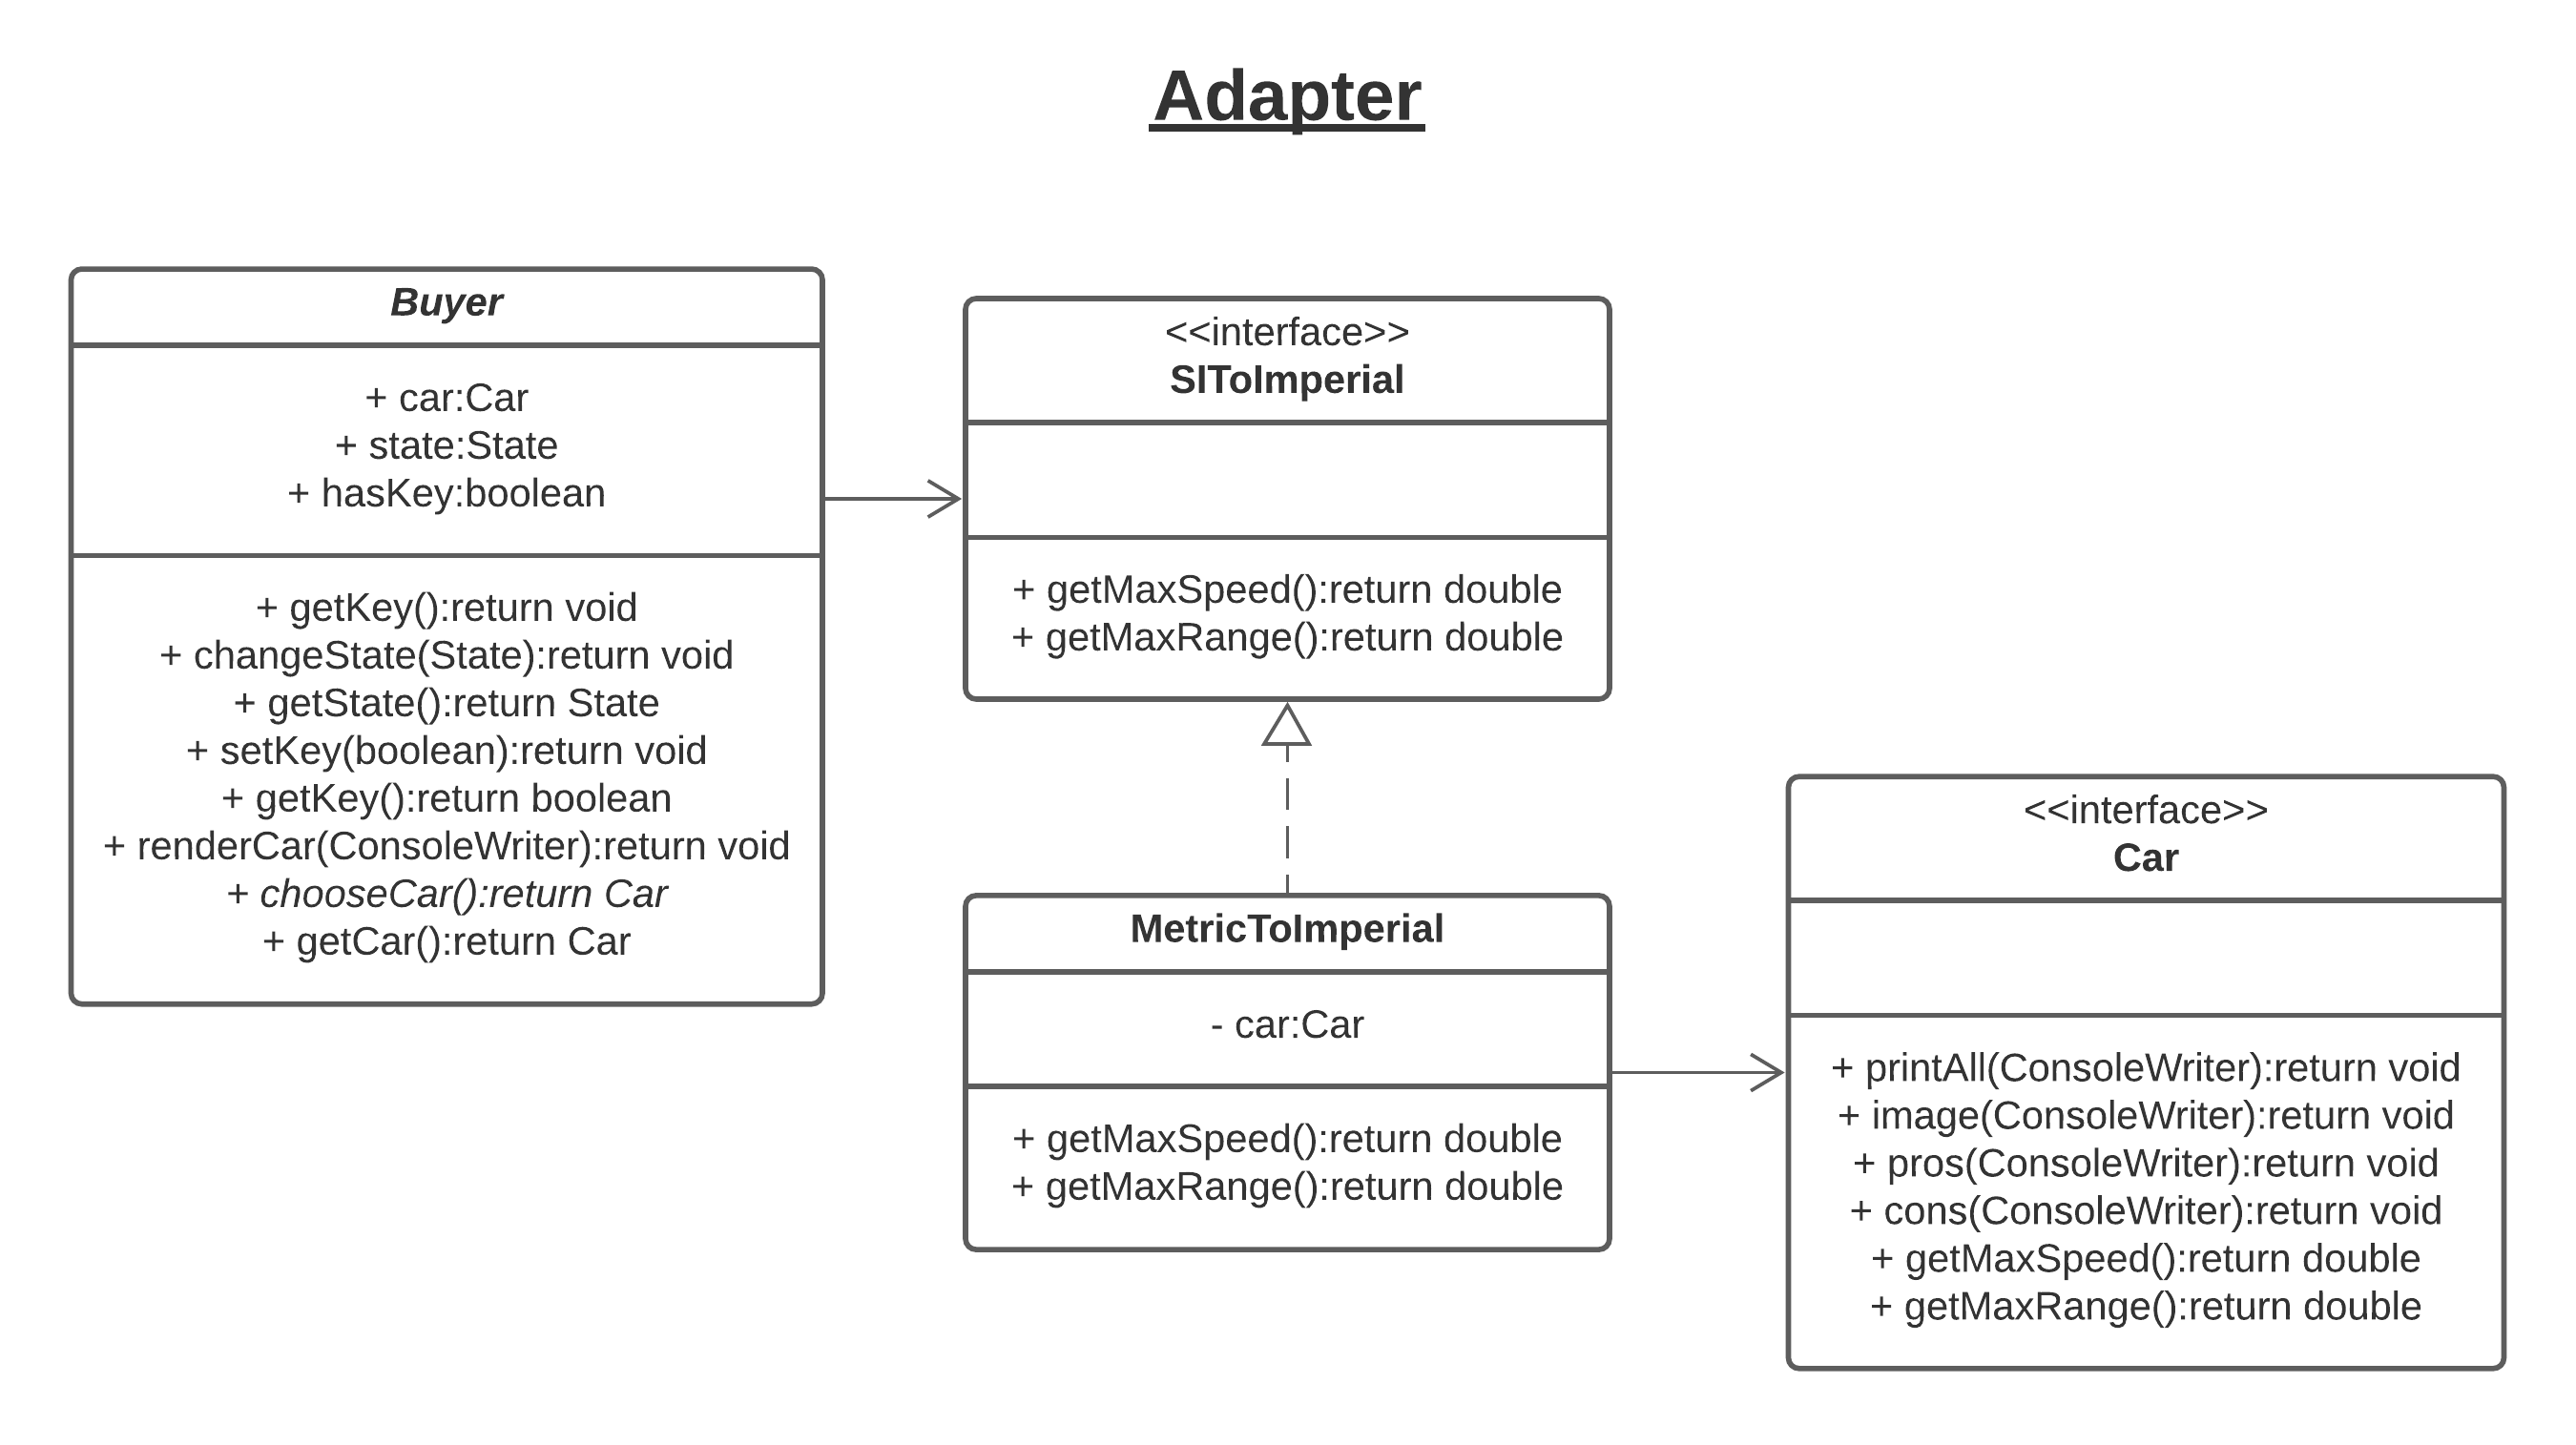 Adapter
Buyer
+ car:Car
+ state:State
+ hasKey:boolean
+ getKey():return void
+ changeState(State):return void
+ getState():return State
+ setKey(boolean):return void
+ getKey():return boolean
+ renderCar(ConsoleWriter):return void
+ chooseCar():return Car
+ getCar():return Car
<<interface>>
SIToImperial
+ getMaxSpeed():return double
+ getMaxRange():return double
MetricToImperial
- car:Car
+ getMaxSpeed():return double
+ getMaxRange():return double
<<interface>>
Car
+ printAll(ConsoleWriter):return void
+ image(ConsoleWriter):return void
+ pros(ConsoleWriter):return void
+ cons(ConsoleWriter):return void
+ getMaxSpeed():return double
+ getMaxRange():return double